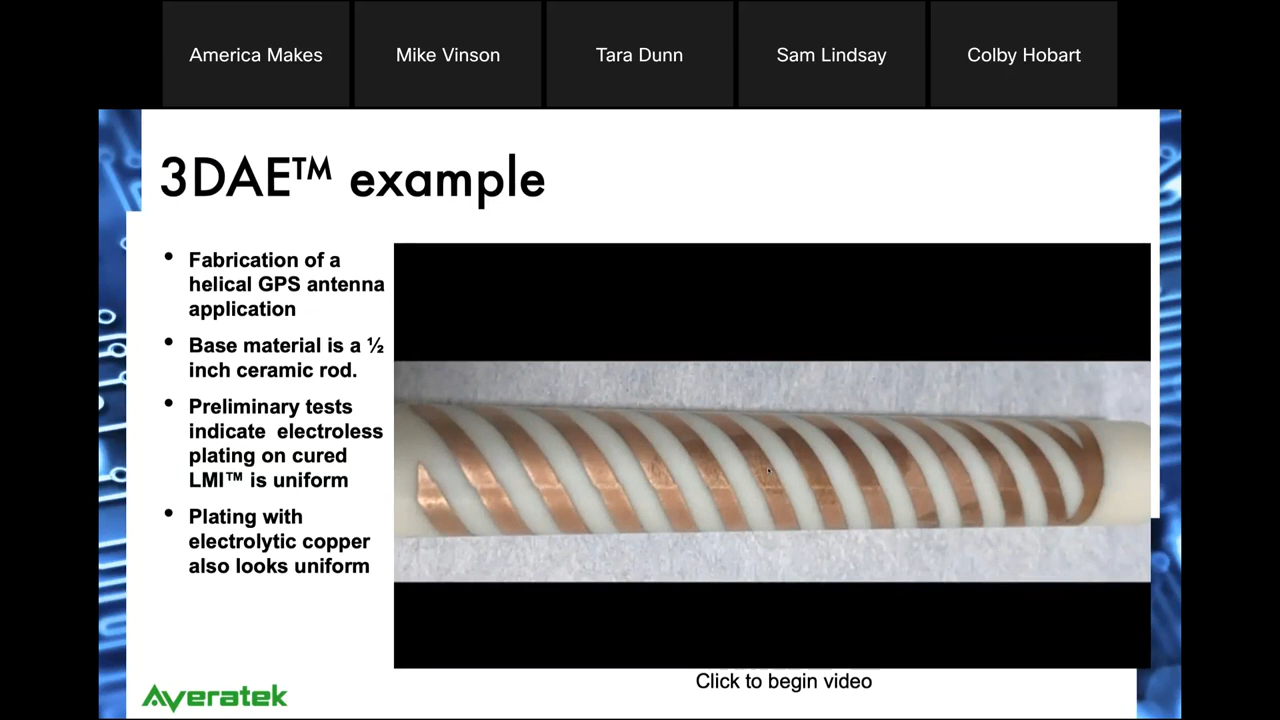 America Makes
Mike Vinson
Tara Dunn
Sam Lindsay
Colby Hobart
3DAE™ example
• Fabrication of a
helical GPS antenna
application
• Base material is a ½
inch ceramic rod.
• Preliminary tests
indicate electroless
plating on cured
LMI™ is uniform
• Plating with
electrolytic copper
also looks uniform
Click to begin video
Averatek